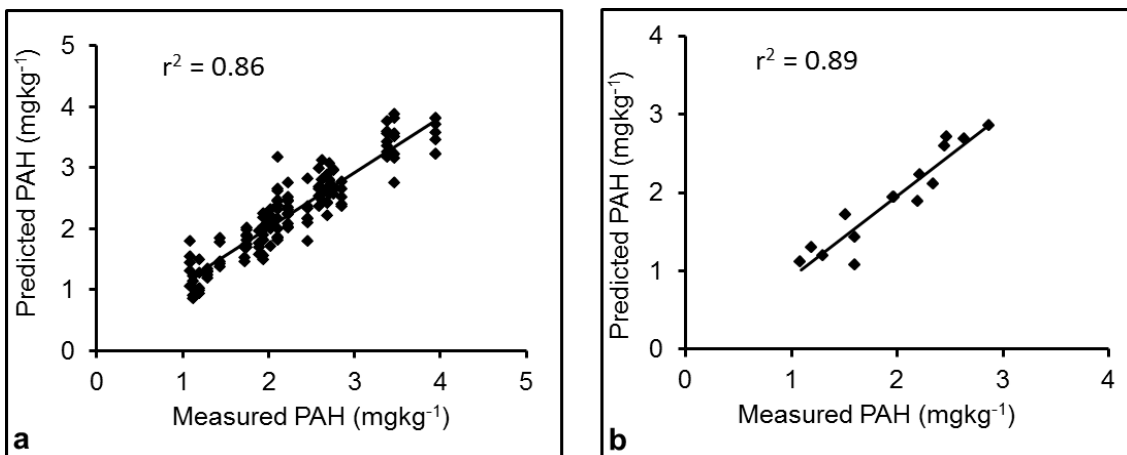 5
4
3
2
1
0
Predicted PAH (mgkg⁻¹)
r² = 0.86
0 1 2 3 4 5
Measured PAH (mgkg⁻¹)
a
4
3
2
1
0
Predicted PAH (mgkg⁻¹)
r² = 0.89
0 1 2 3 4
Measured PAH (mgkg⁻¹)
b